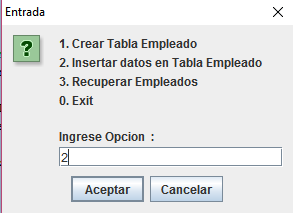 Entrada
1. Crear Tabla Empleado
2. Insertar datos en Tabla Empleado
3. Recuperar Empleados
0. Exit
Ingrese Opcion :
2
Aceptar Cancelar